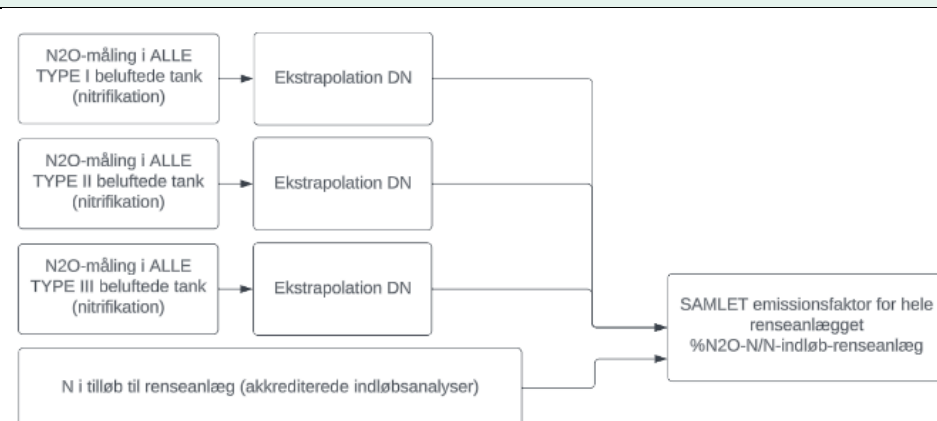 N2O-måling i ALLE
TYPE I beluftede tank
(nitrifikation)
Ekstrapolation DN
N2O-måling i ALLE
TYPE II beluftede tank
(nitrifikation)
Ekstrapolation DN
N2O-måling i ALLE
TYPE III beluftede tank
(nitrifikation)
Ekstrapolation DN
SAMLET emissionsfaktor for hele
renseanlægget
%N2O-N/N-indløb-renseanlæg
N i tilløb til renseanlæg (akkrediterede indløbsanalyser)